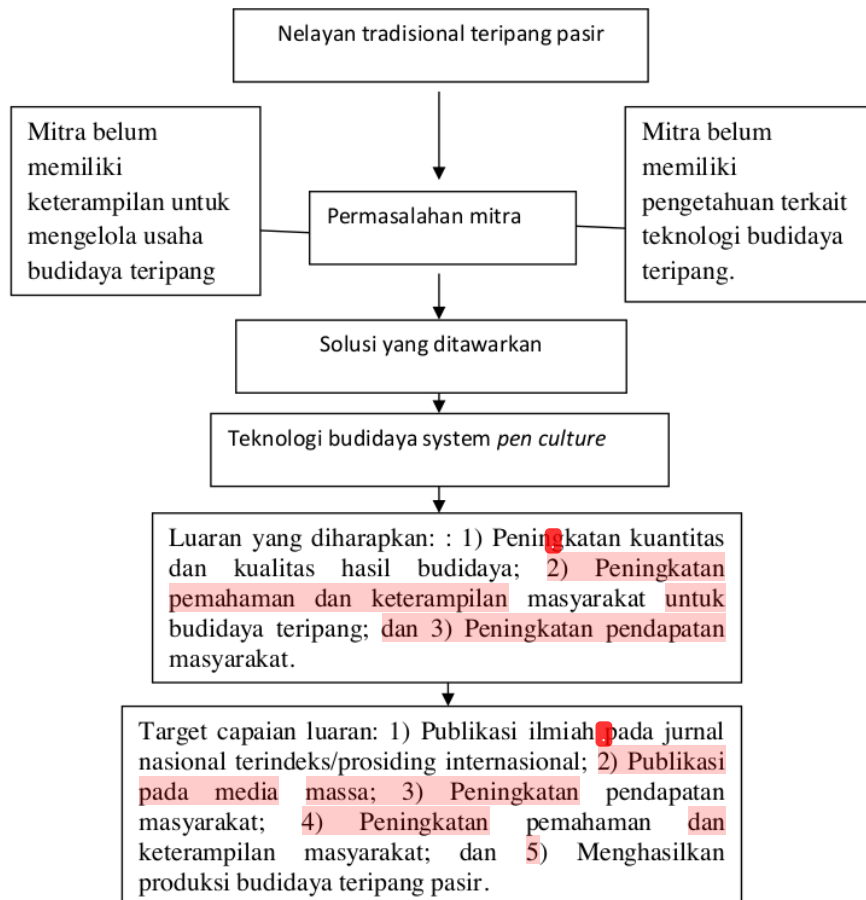 Nelayan tradisional teripang pasir
Mitra belum
memiliki
keterampilan untuk
mengelola usaha
budidaya teripang
Permasalahan mitra
Mitra belum
memiliki
pengetahuan terkait
teknologi budidaya
teripang.
Solusi yang ditawarkan
Teknologi budidaya system pen culture
Luaran yang diharapkan: : 1) Peningkatan kuantitas
dan kualitas hasil budidaya; 2) Peningkatan
pemahaman dan keterampilan masyarakat untuk
budidaya teripang; dan 3) Peningkatan pendapatan
masyarakat.
Target capaian luaran: 1) Publikasi ilmiah pada jurnal
nasional terindeks/prosiding internasional; 2) Publikasi
pada media massa; 3) Peningkatan pendapatan
masyarakat; 4) Peningkatan pemahaman dan
keterampilan masyarakat; dan 5) Menghasilkan
produksi budidaya teripang pasir.